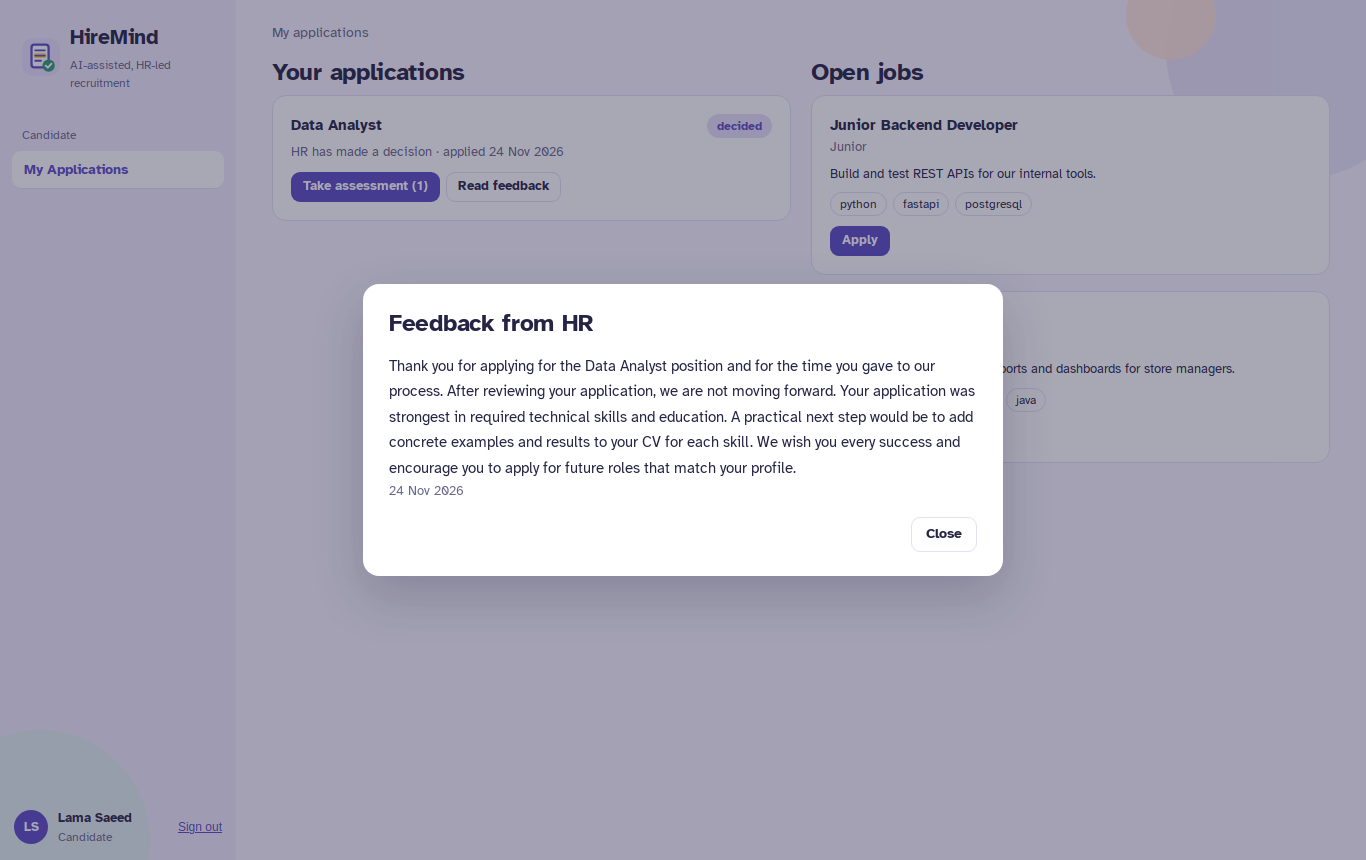 HireMind
AI-assisted, HR-led
recruitment
Candidate
My Applications
My applications
Your applications
Data Analyst
decided
HR has made a decision · applied 24 Nov 2026
Take assessment (1)
Read feedback
Open jobs
Junior Backend Developer
Junior
Build and test REST APIs for our internal tools.
python
fastapi
postgresql
Apply
and dashboards for store managers.
java
Feedback from HR
Thank you for applying for the Data Analyst position and for the time you gave to our
process. After reviewing your application, we are not moving forward. Your application was
strongest in required technical skills and education. A practical next step would be to add
concrete examples and results to your CV for each skill. We wish you every success and
encourage you to apply for future roles that match your profile.
24 Nov 2026
Close
LS
Lama Saeed
Candidate
Sign out